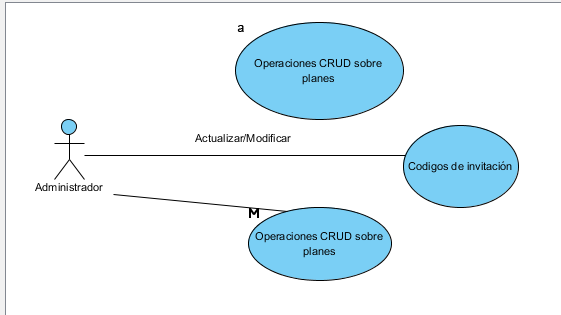 a
Operaciones CRUD sobre
planes
Actualizar/Modificar
Codigos de invitación
Administrador
M
Operaciones CRUD sobre
planes